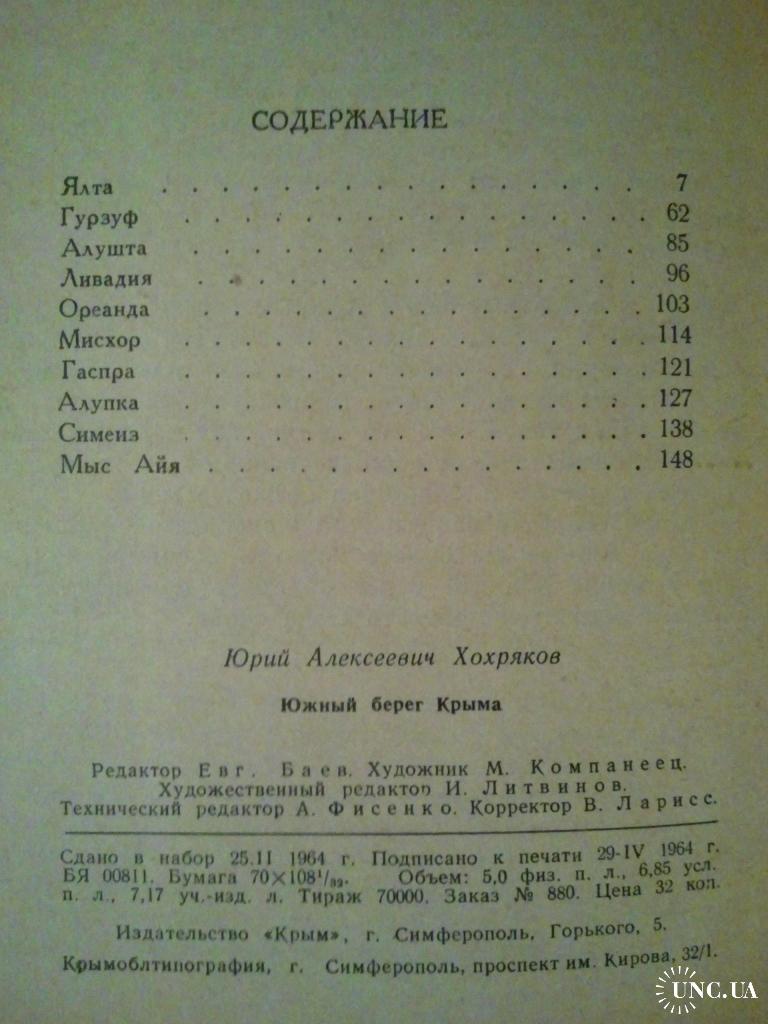 СОДЕРЖАНИЕ
Ялта . . . . . . . . . . . . . . . . 7
Гурзуф . . . . . . . . . . . . . . . . 62
Алушта . . . . . . . . . . . . . . . 85
Ливадия . . . . . . . . . . . . . . . 96
Ореанда . . . . . . . . . . . . . . . 103
Мисхор . . . . . . . . . . . . . . . . 114
Гаспра . . . . . . . . . . . . . . . . 121
Алупка . . . . . . . . . . . . . . . . 127
Симеиз . . . . . . . . . . . . . . . . 138
Мыс Айя . . . . . . . . . . . . . . . 148
Юрий Алексеевич Хохряков
Южный берег Крыма
Редактор Евг. Баев. Художник М. Компанеец.
Художественный редактор И. Литвинов.
Технический редактор А. Фисенко. Корректор В. Ларисс.
Сдано в набор 25.II 1964 г. Подписано к печати 29-IV 1964 г.
БЯ 00811. Бумага 70×108¹/₃₂. Объем: 5,0 физ. п. л., 6,85 усл.
п. л., 7,17 уч.-изд. л. Тираж 70000. Заказ № 880. Цена 32 коп.
Издательство «Крым», г. Симферополь, Горького, 5.
Крымоблтипография, г. Симферополь, проспект им. Кирова, 32/1.
UNC.UA